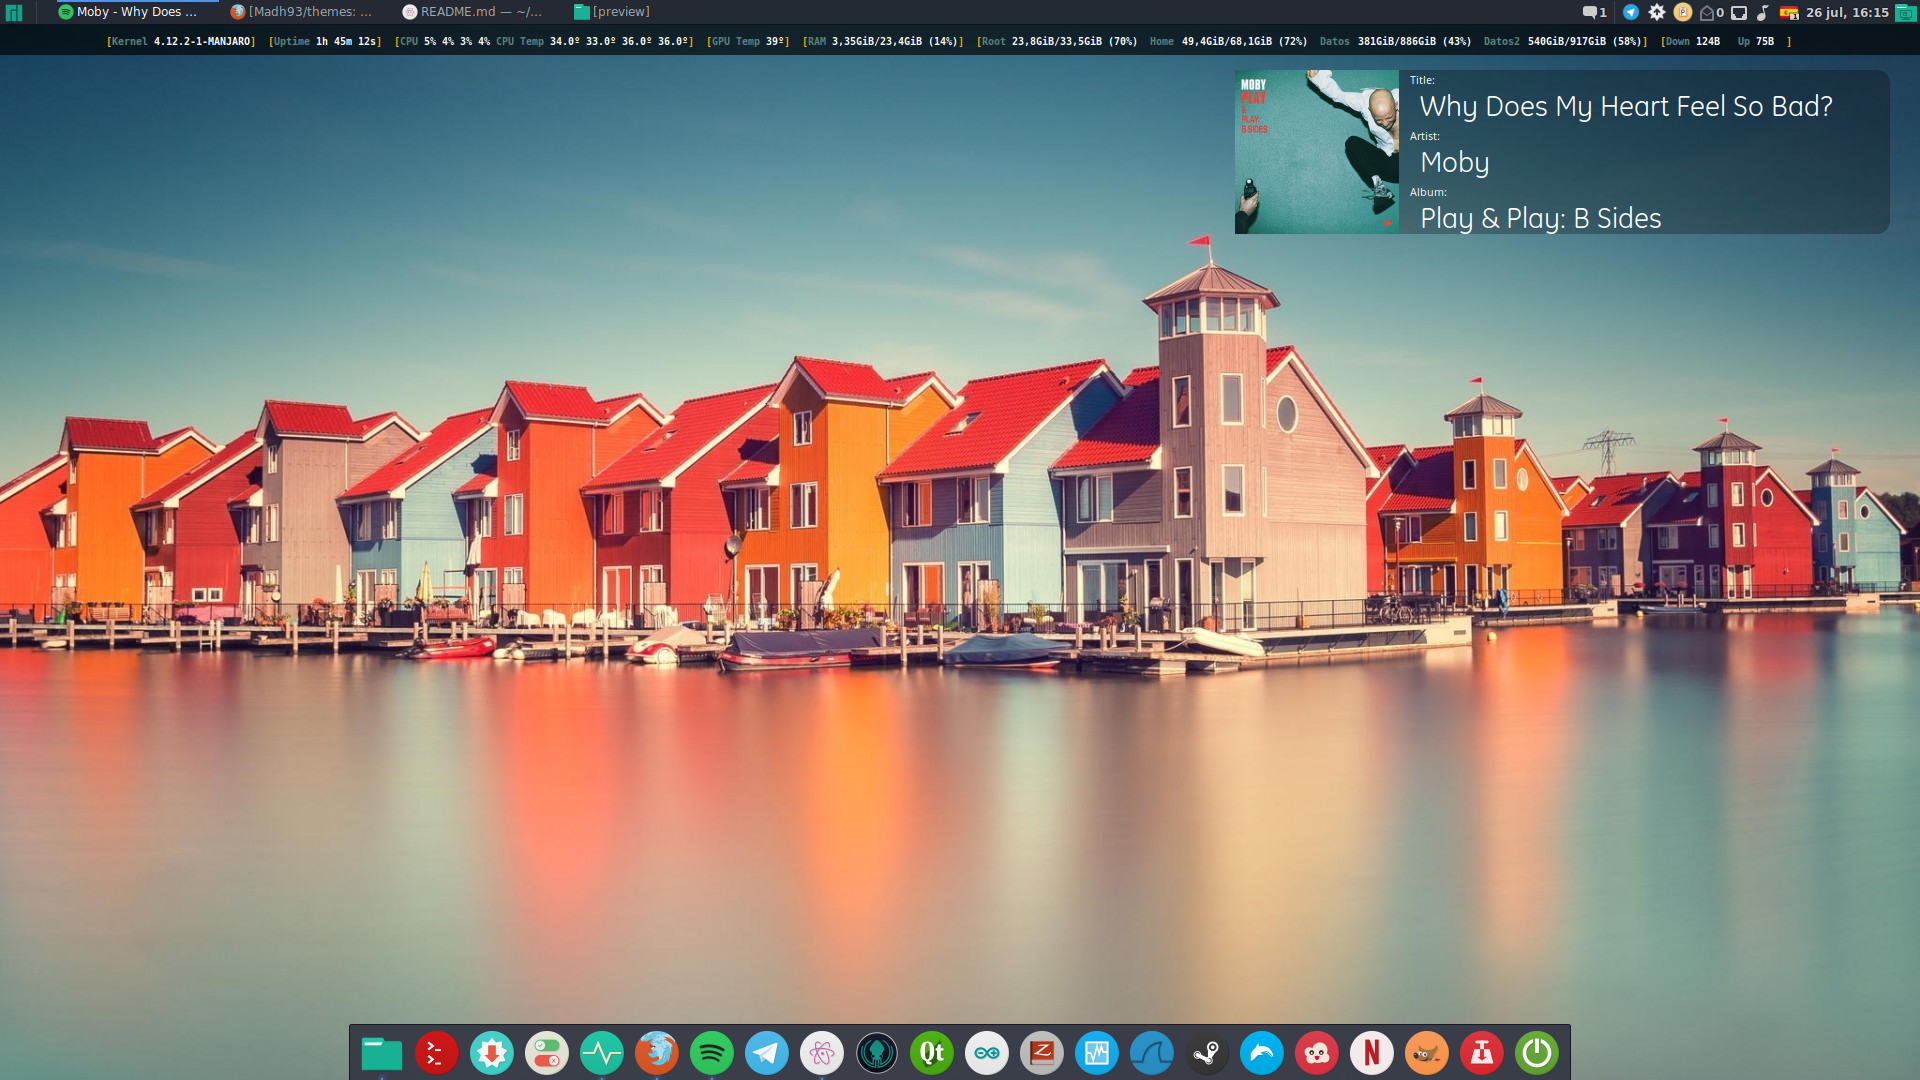 Moby - Why Does ...
[Madh93/themes: ...
README.md — ~/...
[preview]
1
0
1
26 jul, 16:15
[Kernel 4.12.2-1-MANJARO] [Uptime 1h 45m 12s] [CPU 5% 4% 3% 4% CPU Temp 34.0º 33.0º 36.0º 36.0º] [GPU Temp 39º] [RAM 3,35GiB/23,4GiB (14%)] [Root 23,8GiB/33,5GiB (70%) Home 49,4GiB/68,1GiB (72%) Datos 381GiB/886GiB (43%) Datos2 540GiB/917GiB (58%)] [Down 124B Up 75B ]
MOBY
PLAY
&
PLAY:
B SIDES
Title:
Why Does My Heart Feel So Bad?
Artist:
Moby
Album:
Play & Play: B Sides
Qt
Z
N